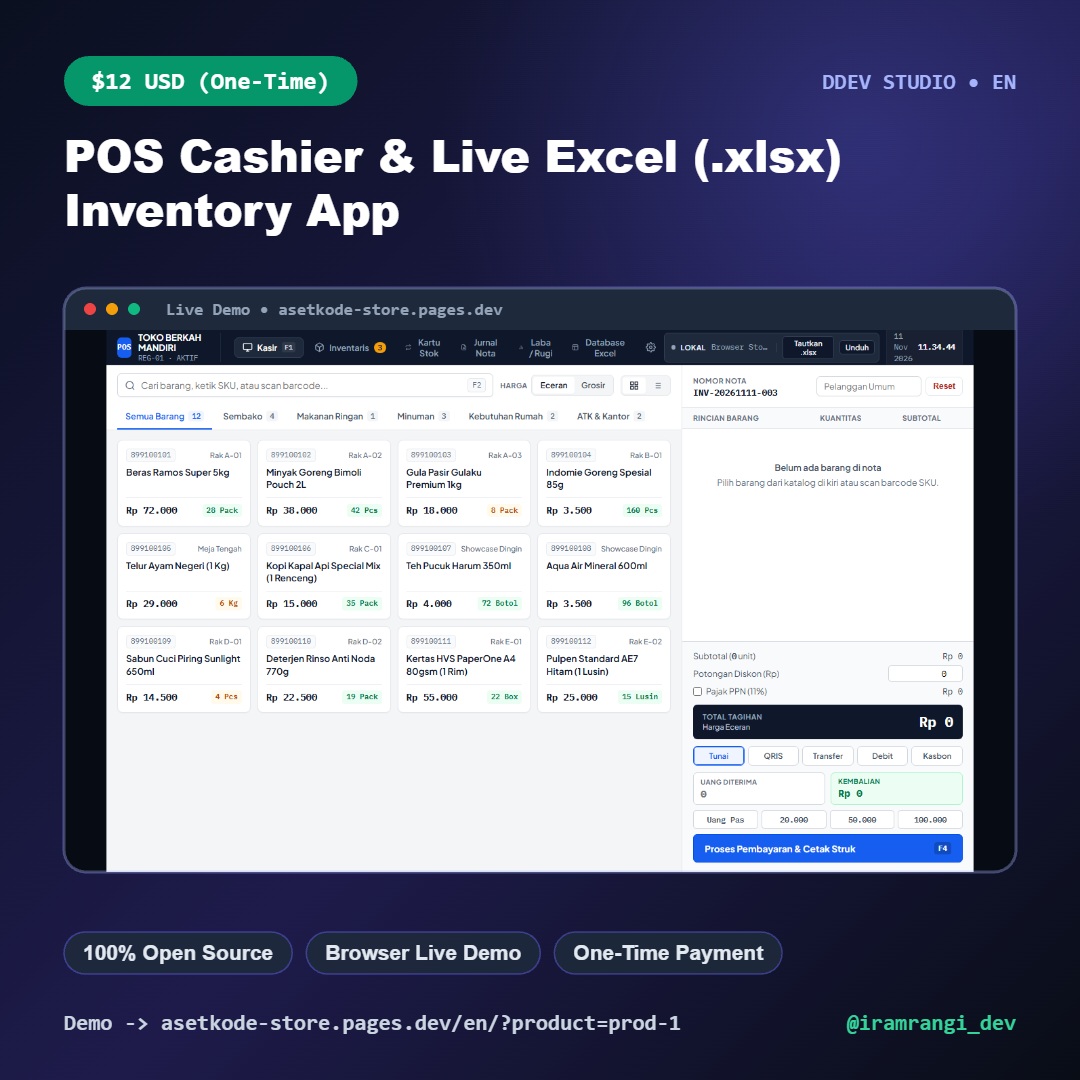 $12 USD (One-Time)
DDEV STUDIO • EN
POS Cashier & Live Excel (.xlsx)
Inventory App
Live Demo • asetkode-store.pages.dev
POS
TOKO BERKAH
MANDIRI
REG-01 - AKTIF
Kasir F1
Inventaris 3
Kartu
Stok
Jurnal
Nota
Laba
/Rugi
Database
Excel
LOKAL Browser Sto…
Tautkan
.xlsx
Unduh
11
Nov
2026
11.34.44
Cari barang, ketik SKU, atau scan barcode... F2
HARGA Eceran Grosir
Semua Barang 12
Sembako 4
Makanan Ringan 1
Minuman 3
Kebutuhan Rumah 2
ATK & Kantor 2
899100101 Rak A-01
Beras Ramos Super 5kg
Rp 72.000 28 Pack
899100102 Rak A-02
Minyak Goreng Bimoli
Pouch 2L
Rp 38.000 42 Pcs
899100103 Rak A-03
Gula Pasir Gulaku
Premium 1kg
Rp 18.000 8 Pack
899100104 Rak B-01
Indomie Goreng Spesial
85g
Rp 3.500 160 Pcs
899100105 Meja Tengah
Telur Ayam Negeri (1 Kg)
Rp 29.000 6 Kg
899100106 Rak C-01
Kopi Kapal Api Special Mix
(1 Renceng)
Rp 15.000 35 Pack
899100107 Showcase Dingin
Teh Pucuk Harum 350ml
Rp 4.000 72 Botol
899100108 Showcase Dingin
Aqua Air Mineral 600ml
Rp 3.500 96 Botol
899100109 Rak D-01
Sabun Cuci Piring Sunlight
650ml
Rp 14.500 4 Pcs
899100110 Rak D-02
Deterjen Rinso Anti Noda
770g
Rp 22.500 19 Pack
899100111 Rak E-01
Kertas HVS PaperOne A4
80gsm (1 Rim)
Rp 55.000 22 Box
899100112 Rak E-02
Pulpen Standard AE7
Hitam (1 Lusin)
Rp 25.000 15 Lusin
NOMOR NOTA
INV-20261111-003
Pelanggan Umum
Reset
RINCIAN BARANG KUANTITAS SUBTOTAL
Belum ada barang di nota
Pilih barang dari katalog di kiri atau scan barcode SKU.
Subtotal (0 unit) Rp 0
Potongan Diskon (Rp) 0
Pajak PPN (11%) Rp 0
TOTAL TAGIHAN
Harga Eceran
Rp 0
Tunai QRIS Transfer Debit Kasbon
UANG DITERIMA
0
KEMBALIAN
Rp 0
Uang Pas 20.000 50.000 100.000
Proses Pembayaran & Cetak Struk F4
100% Open Source
Browser Live Demo
One-Time Payment
Demo -> asetkode-store.pages.dev/en/?product=prod-1
@iramrangi_dev